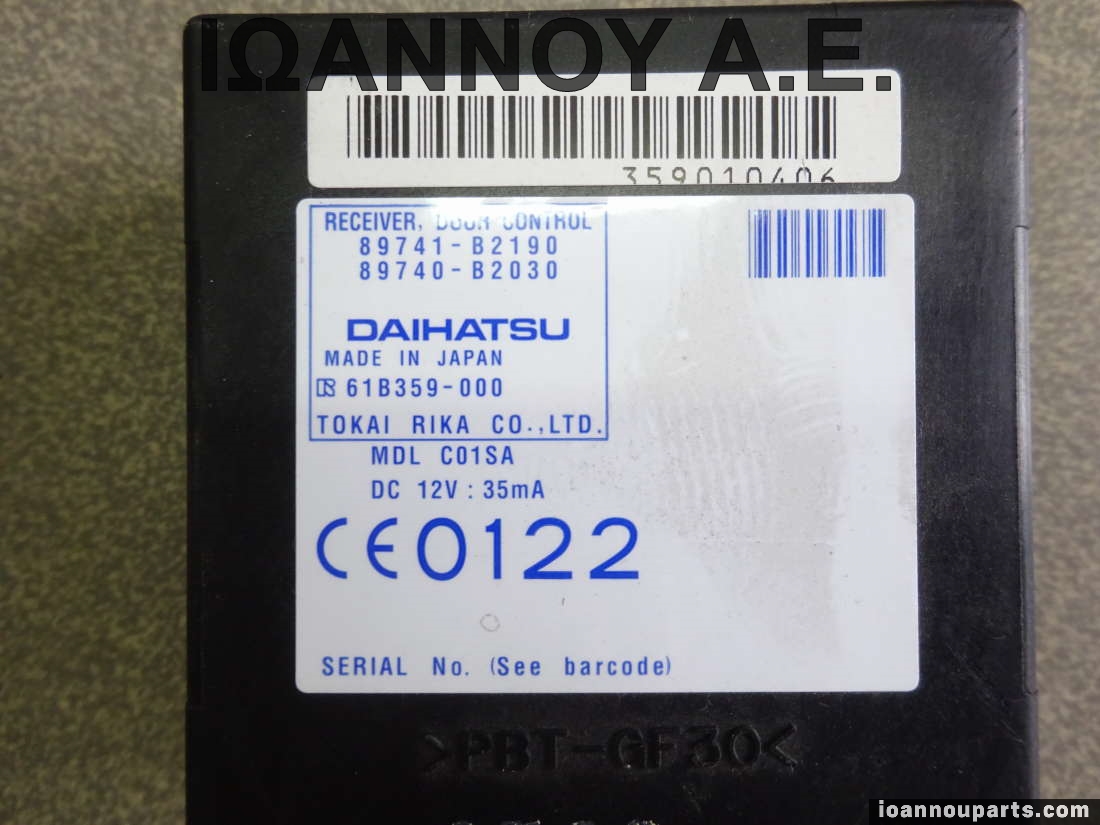 ΙΩΑΝΝΟΥ Α.Ε.
359010406
RECEIVER, DOOR CONTROL
89741-B2190
89740-B2030
DAIHATSU
MADE IN JAPAN
61B359-000
TOKAI RIKA CO.,LTD.
MDL C01SA
DC 12V : 35mA
CE0122
SERIAL No. (See barcode)
>PBT-GF30<
ioannouparts.com